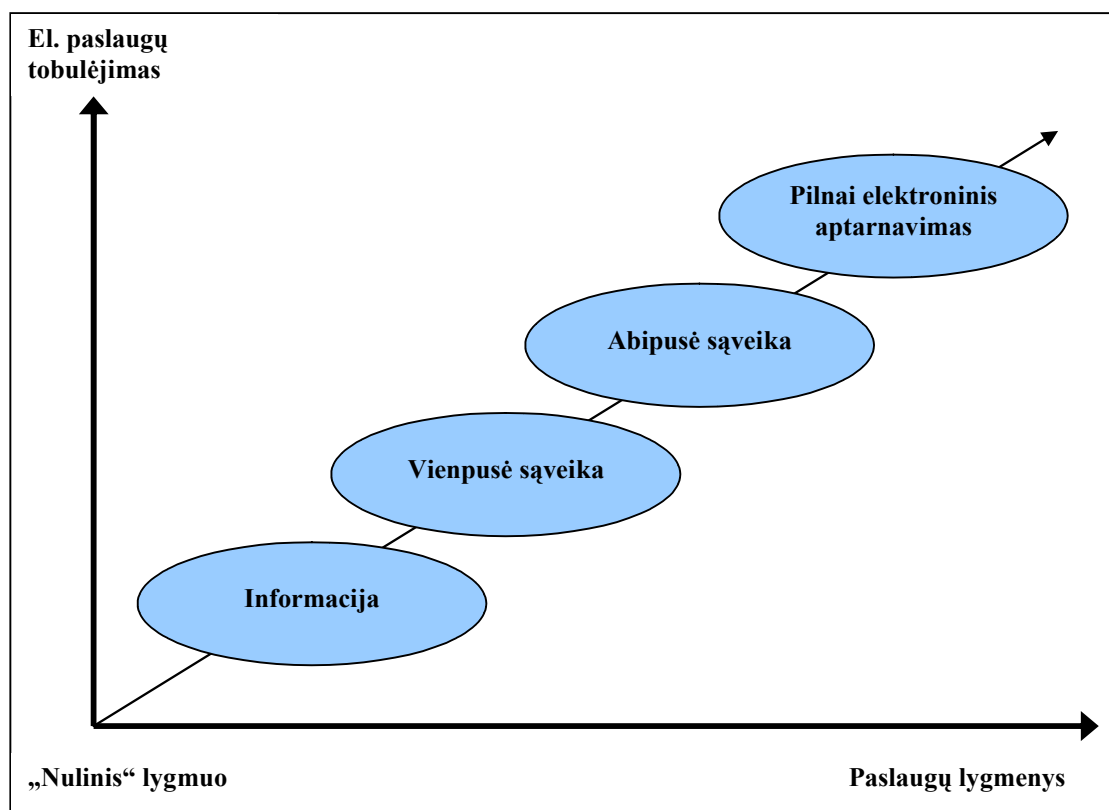 El. paslaugų
tobulėjimas
Pilnai elektroninis
aptarnavimas
Abipusė sąveika
Vienpusė sąveika
Informacija
„Nulinis“ lygmuo
Paslaugų lygmenys